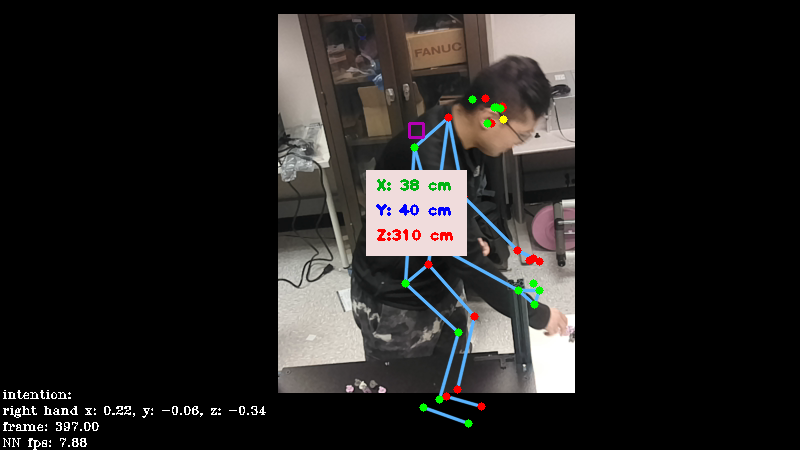 FANUC
X: 38 cm
Y: 40 cm
Z:310 cm
intention:
right hand x: 0.22, y: -0.06, z: -0.34
frame: 397.00
NN fps: 7.88